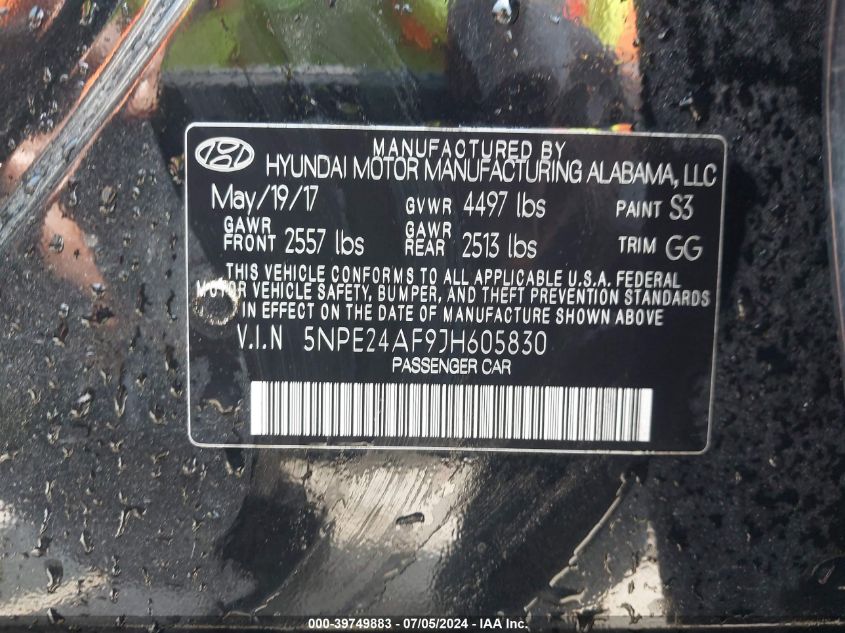 MANUFACTURED BY
HYUNDAI MOTOR MANUFACTURING ALABAMA, LLC
May/19/17 GVWR 4497 lbs PAINT S3
GAWR FRONT 2557 lbs GAWR REAR 2513 lbs TRIM GG
THIS VEHICLE CONFORMS TO ALL APPLICABLE U.S.A. FEDERAL
MOTOR VEHICLE SAFETY, BUMPER, AND THEFT PREVENTION STANDARDS
IN EFFECT ON THE DATE OF MANUFACTURE SHOWN ABOVE
V.I.N 5NPE24AF9JH605830
PASSENGER CAR
000-39749883 - 07/05/2024 - IAA Inc.